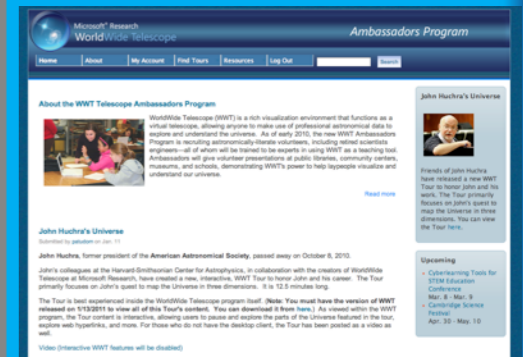 Microsoft® Research
WorldWide Telescope
Ambassadors Program
Home About My Account Find Tours Resources Log Out Search
About the WWT Telescope Ambassadors Program
WorldWide Telescope (WWT) is a rich visualization environment that functions as a
virtual telescope, allowing anyone to make use of professional astronomical data to
explore and understand the universe. As of early 2010, the new WWT Ambassadors
Program is recruiting astronomically-literate volunteers, including retired scientists
engineers—all of whom will be trained to be experts in using WWT as a teaching tool.
Ambassadors will give volunteer presentations at public libraries, community centers,
museums, and schools, demonstrating WWT's power to help laypeople visualize and
understand our universe.
Read more
John Huchra's Universe
Submitted by patudom on Jan. 11
John Huchra, former president of the American Astronomical Society, passed away on October 8, 2010.
John's colleagues at the Harvard-Smithsonian Center for Astrophysics, in collaboration with the creators of WorldWide
Telescope at Microsoft Research, have created a new, interactive, WWT Tour to honor John and his career. The Tour
primarily focuses on John's quest to map the Universe in three dimensions. It is 12.5 minutes long.
The Tour is best experienced inside the WorldWide Telescope program itself. (Note: You must have the version of WWT
released on 1/13/2011 to view all of this Tour's content. You can download it from here.) As viewed within the WWT
program, the Tour content is interactive, allowing users to pause and explore the parts of the Universe featured in the tour,
explore web hyperlinks, and more. For those who do not have the desktop client, the Tour has been posted as a video as
well.
Video (Interactive WWT features will be disabled)
John Huchra's Universe
Friends of John Huchra
have released a new WWT
Tour to honor John and his
work. The Tour primarily
focuses on John's quest to
map the Universe in three
dimensions. You can view
the Tour here.
Upcoming
Cyberlearning Tools for
STEM Education
Conference
Mar. 8 - Mar. 9
Cambridge Science
Festival
Apr. 30 - May. 10